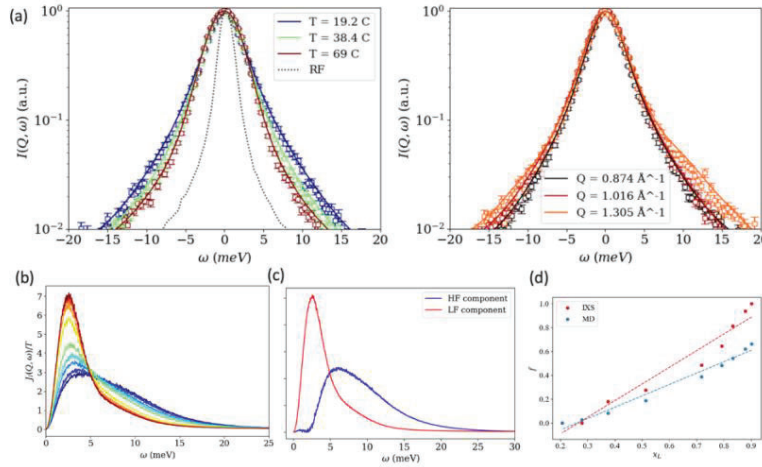 (a)
10^0
10^-1
10^-2
I(Q, ω) (a.u.)
T = 19.2 C
T = 38.4 C
T = 69 C
RF
−20 −15 −10 −5 0 5 10 15 20
ω (meV)
10^0
10^-1
10^-2
I(Q, ω) (a.u.)
Q = 0.874 Å^-1
Q = 1.016 Å^-1
Q = 1.305 Å^-1
−20 −15 −10 −5 0 5 10 15 20
ω (meV)
(b)
7
6
5
4
3
2
1
0
0 5 10 15 20 25
ω (meV)
(c)
HF component
LF component
0 5 10 15 20 25 30
ω (meV)
(d)
1.0
0.8
0.6
0.4
0.2
0.0
f
IXS
MD
0.2 0.3 0.4 0.5 0.6 0.7 0.8 0.9
x_L